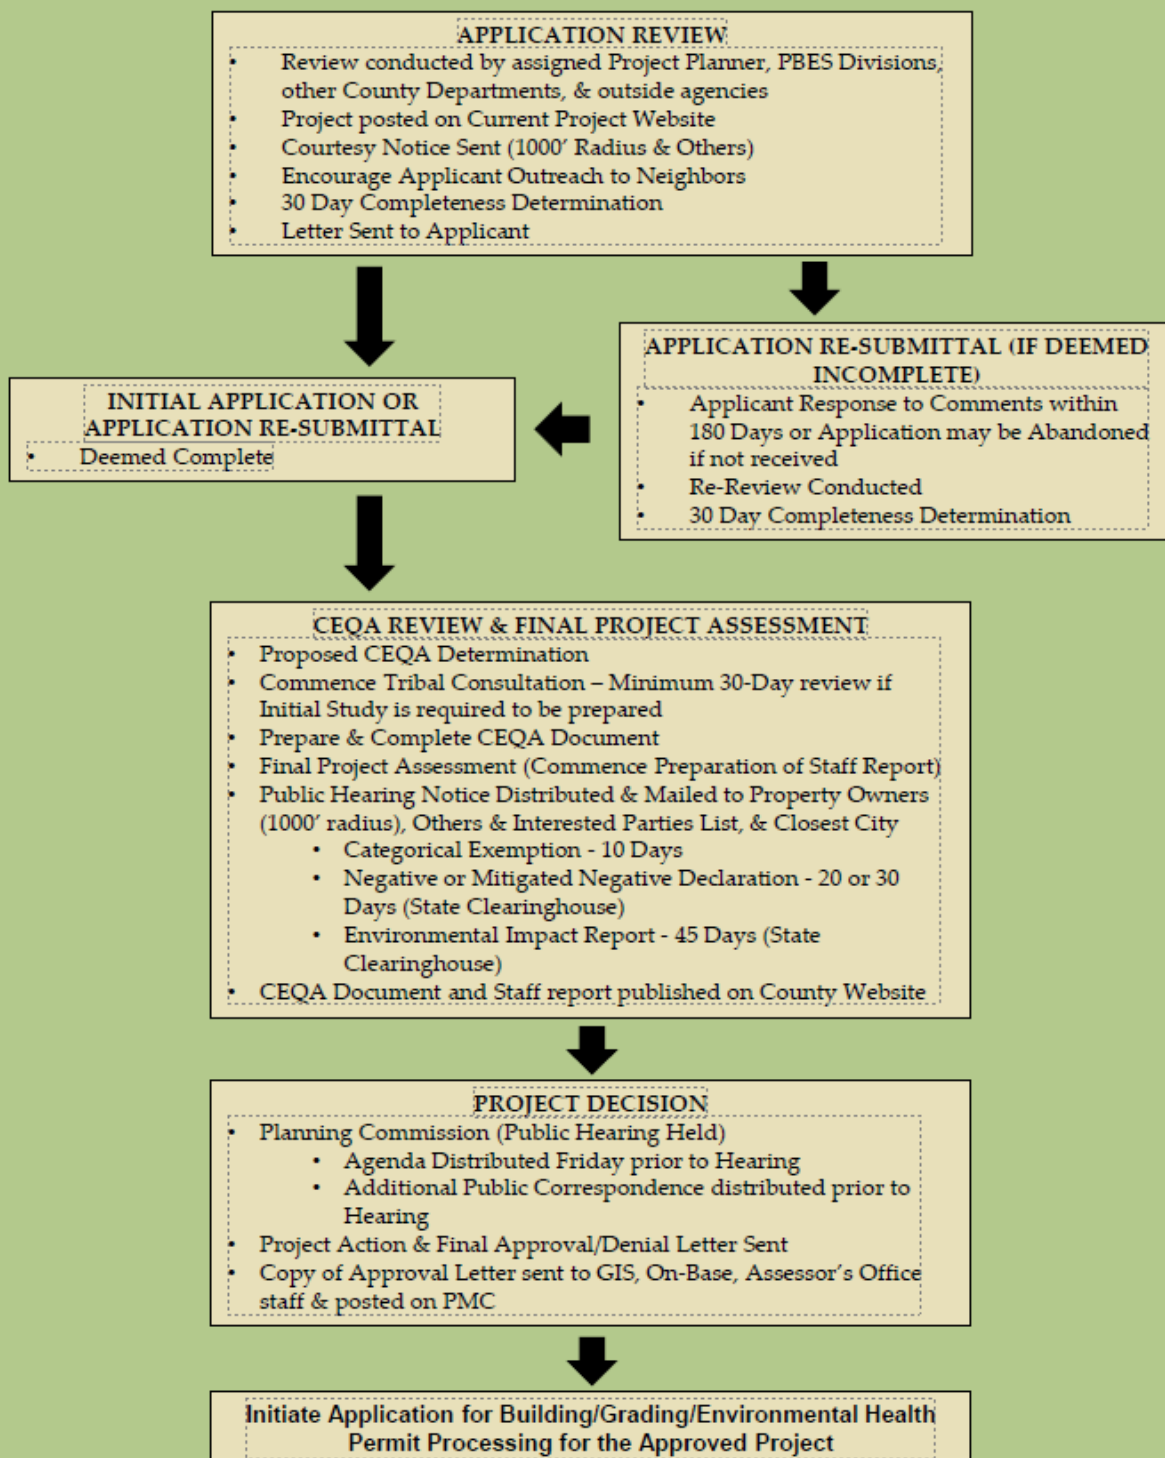 APPLICATION REVIEW
• Review conducted by assigned Project Planner, PBES Divisions,
other County Departments, & outside agencies
• Project posted on Current Project Website
• Courtesy Notice Sent (1000′ Radius & Others)
• Encourage Applicant Outreach to Neighbors
• 30 Day Completeness Determination
• Letter Sent to Applicant
APPLICATION RE-SUBMITTAL (IF DEEMED
INCOMPLETE)
• Applicant Response to Comments within
180 Days or Application may be Abandoned
if not received
• Re-Review Conducted
• 30 Day Completeness Determination
INITIAL APPLICATION OR
APPLICATION RE-SUBMITTAL
• Deemed Complete
CEQA REVIEW & FINAL PROJECT ASSESSMENT
• Proposed CEQA Determination
• Commence Tribal Consultation – Minimum 30-Day review if
Initial Study is required to be prepared
• Prepare & Complete CEQA Document
• Final Project Assessment (Commence Preparation of Staff Report)
• Public Hearing Notice Distributed & Mailed to Property Owners
(1000′ radius), Others & Interested Parties List, & Closest City
• Categorical Exemption - 10 Days
• Negative or Mitigated Negative Declaration - 20 or 30
Days (State Clearinghouse)
• Environmental Impact Report - 45 Days (State
Clearinghouse)
• CEQA Document and Staff report published on County Website
PROJECT DECISION
• Planning Commission (Public Hearing Held)
• Agenda Distributed Friday prior to Hearing
• Additional Public Correspondence distributed prior to
Hearing
• Project Action & Final Approval/Denial Letter Sent
• Copy of Approval Letter sent to GIS, On-Base, Assessor's Office
staff & posted on PMC
Initiate Application for Building/Grading/Environmental Health
Permit Processing for the Approved Project